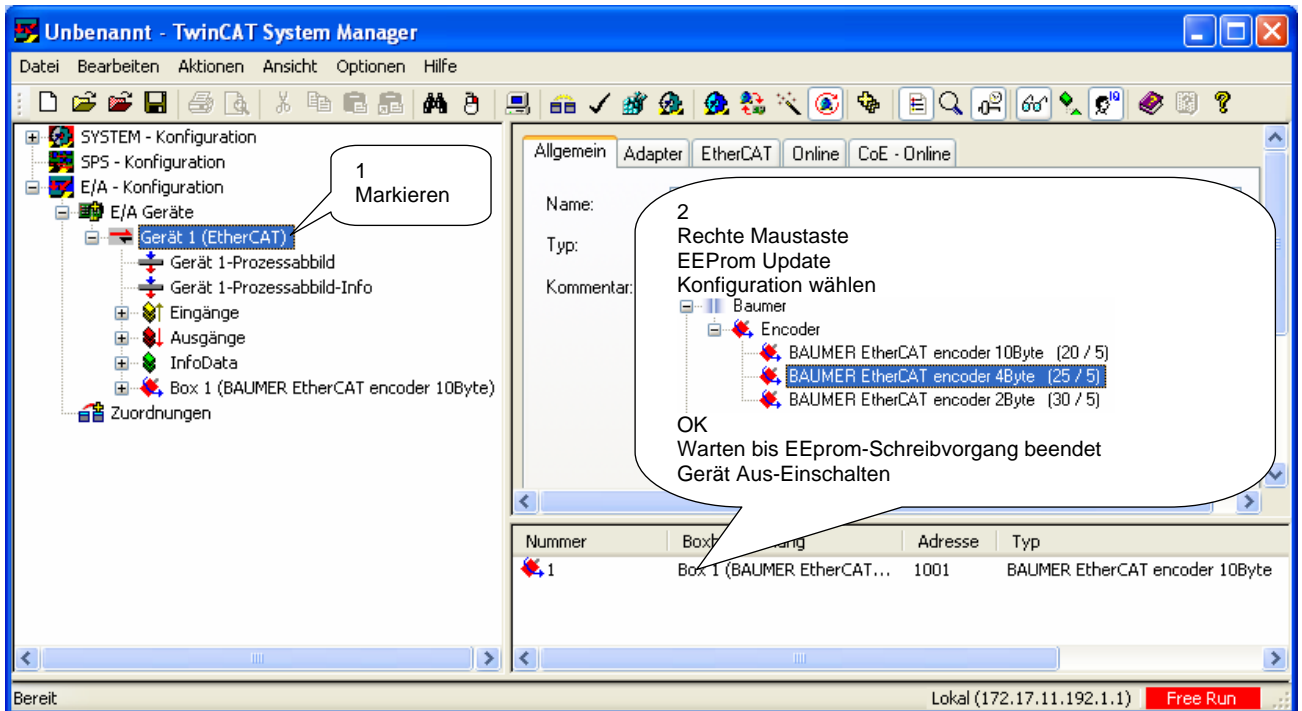 Unbenannt - TwinCAT System Manager
Datei Bearbeiten Aktionen Ansicht Optionen Hilfe
SYSTEM - Konfiguration
SPS - Konfiguration
E/A - Konfiguration
E/A Geräte
Gerät 1 (EtherCAT)
Gerät 1-Prozessabbild
Gerät 1-Prozessabbild-Info
Eingänge
Ausgänge
InfoData
Box 1 (BAUMER EtherCAT encoder 10Byte)
Zuordnungen
1
Markieren
Allgemein Adapter EtherCAT Online CoE - Online
Name:
Typ:
Kommentar:
2
Rechte Maustaste
EEProm Update
Konfiguration wählen
Baumer
Encoder
BAUMER EtherCAT encoder 10Byte (20 / 5)
BAUMER EtherCAT encoder 4Byte (25 / 5)
BAUMER EtherCAT encoder 2Byte (30 / 5)
OK
Warten bis EEprom-Schreibvorgang beendet
Gerät Aus-Einschalten
Nummer Adresse Typ
1 Box 1 (BAUMER EtherCAT... 1001 BAUMER EtherCAT encoder 10Byte
Bereit Lokal (172.17.11.192.1.1) Free Run